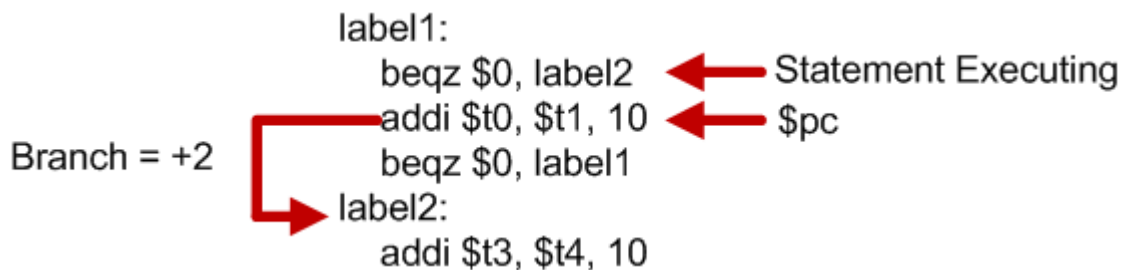 label1:
beqz $0, label2
Statement Executing
addi $t0, $t1, 10
$pc
Branch = +2
beqz $0, label1
label2:
addi $t3, $t4, 10